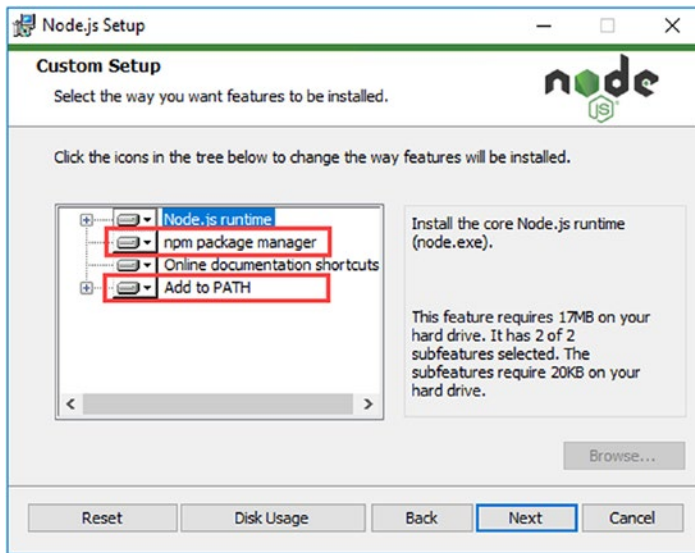 Node.js Setup
Custom Setup
Select the way you want features to be installed.
node
JS
Click the icons in the tree below to change the way features will be installed.
Node.js runtime
npm package manager
Online documentation shortcuts
Add to PATH
Install the core Node.js runtime
(node.exe).
This feature requires 17MB on your
hard drive. It has 2 of 2
subfeatures selected. The
subfeatures require 20KB on your
hard drive.
Browse...
Reset Disk Usage Back Next Cancel